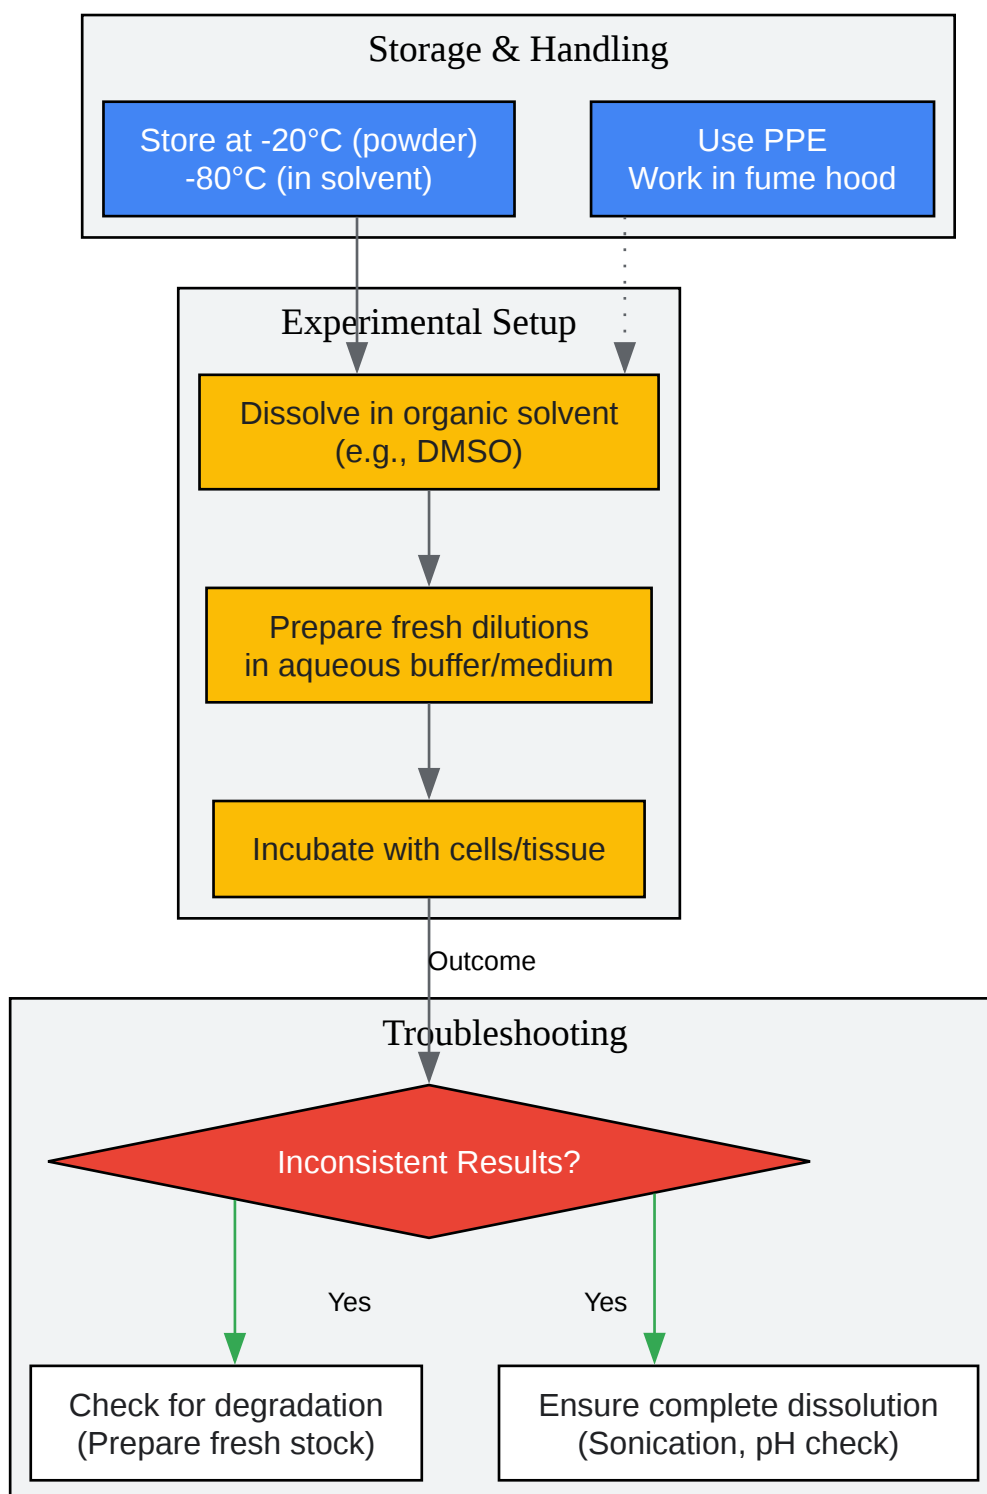 Storage & Handling
Store at -20°C (powder)
-80°C (in solvent)
Use PPE
Work in fume hood
Experimental Setup
Dissolve in organic solvent
(e.g., DMSO)
Prepare fresh dilutions
in aqueous buffer/medium
Incubate with cells/tissue
Outcome
Troubleshooting
Inconsistent Results?
Yes
Yes
Check for degradation
(Prepare fresh stock)
Ensure complete dissolution
(Sonication, pH check)